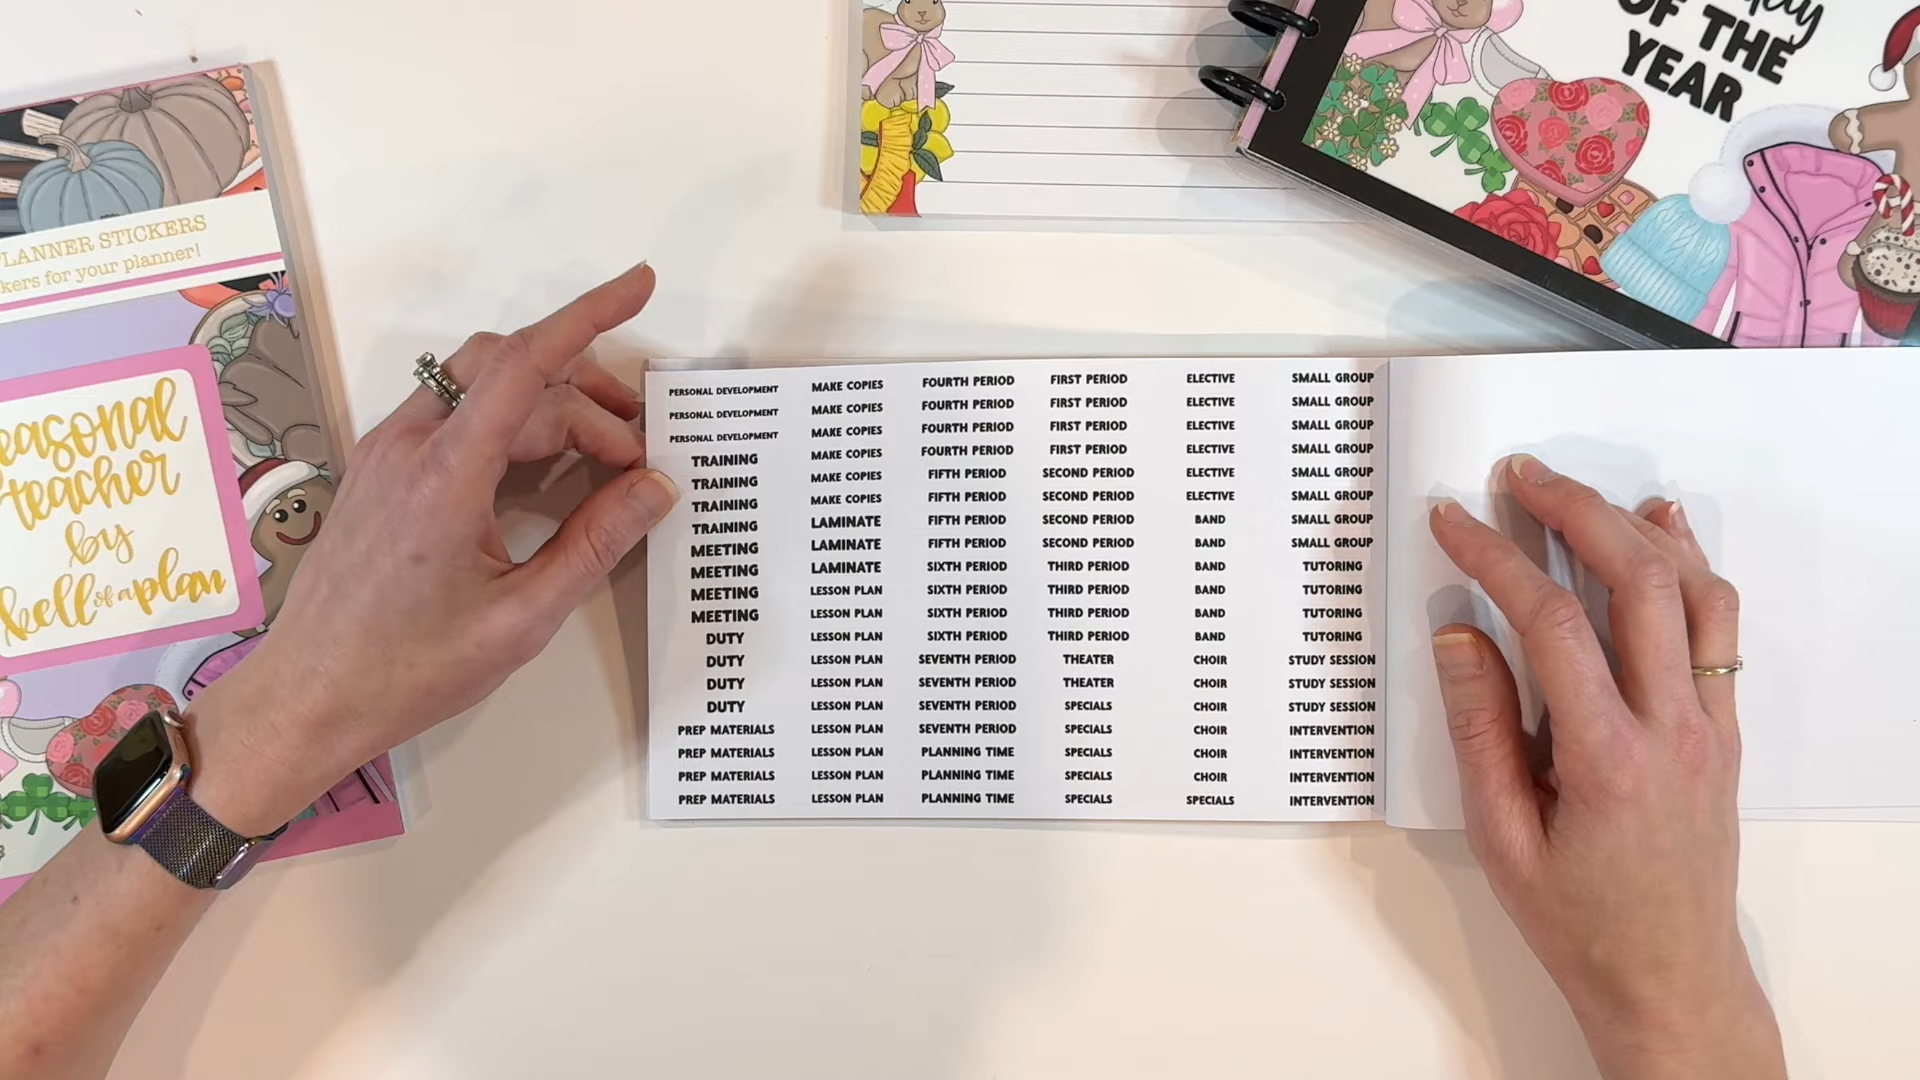 OF THE
YEAR
PLANNER STICKERS
kers for your planner!
teacher
by
kell of a plan
PERSONAL DEVELOPMENT MAKE COPIES FOURTH PERIOD FIRST PERIOD ELECTIVE SMALL GROUP
PERSONAL DEVELOPMENT MAKE COPIES FOURTH PERIOD FIRST PERIOD ELECTIVE SMALL GROUP
PERSONAL DEVELOPMENT MAKE COPIES FOURTH PERIOD FIRST PERIOD ELECTIVE SMALL GROUP
TRAINING MAKE COPIES FOURTH PERIOD FIRST PERIOD ELECTIVE SMALL GROUP
TRAINING MAKE COPIES FIFTH PERIOD SECOND PERIOD ELECTIVE SMALL GROUP
TRAINING MAKE COPIES FIFTH PERIOD SECOND PERIOD ELECTIVE SMALL GROUP
TRAINING LAMINATE FIFTH PERIOD SECOND PERIOD BAND SMALL GROUP
MEETING LAMINATE FIFTH PERIOD SECOND PERIOD BAND SMALL GROUP
MEETING LAMINATE SIXTH PERIOD THIRD PERIOD BAND TUTORING
MEETING LESSON PLAN SIXTH PERIOD THIRD PERIOD BAND TUTORING
MEETING LESSON PLAN SIXTH PERIOD THIRD PERIOD BAND TUTORING
DUTY LESSON PLAN SIXTH PERIOD THIRD PERIOD BAND TUTORING
DUTY LESSON PLAN SEVENTH PERIOD THEATER CHOIR STUDY SESSION
DUTY LESSON PLAN SEVENTH PERIOD THEATER CHOIR STUDY SESSION
DUTY LESSON PLAN SEVENTH PERIOD SPECIALS CHOIR STUDY SESSION
PREP MATERIALS LESSON PLAN SEVENTH PERIOD SPECIALS CHOIR INTERVENTION
PREP MATERIALS LESSON PLAN PLANNING TIME SPECIALS CHOIR INTERVENTION
PREP MATERIALS LESSON PLAN PLANNING TIME SPECIALS CHOIR INTERVENTION
PREP MATERIALS LESSON PLAN PLANNING TIME SPECIALS SPECIALS INTERVENTION